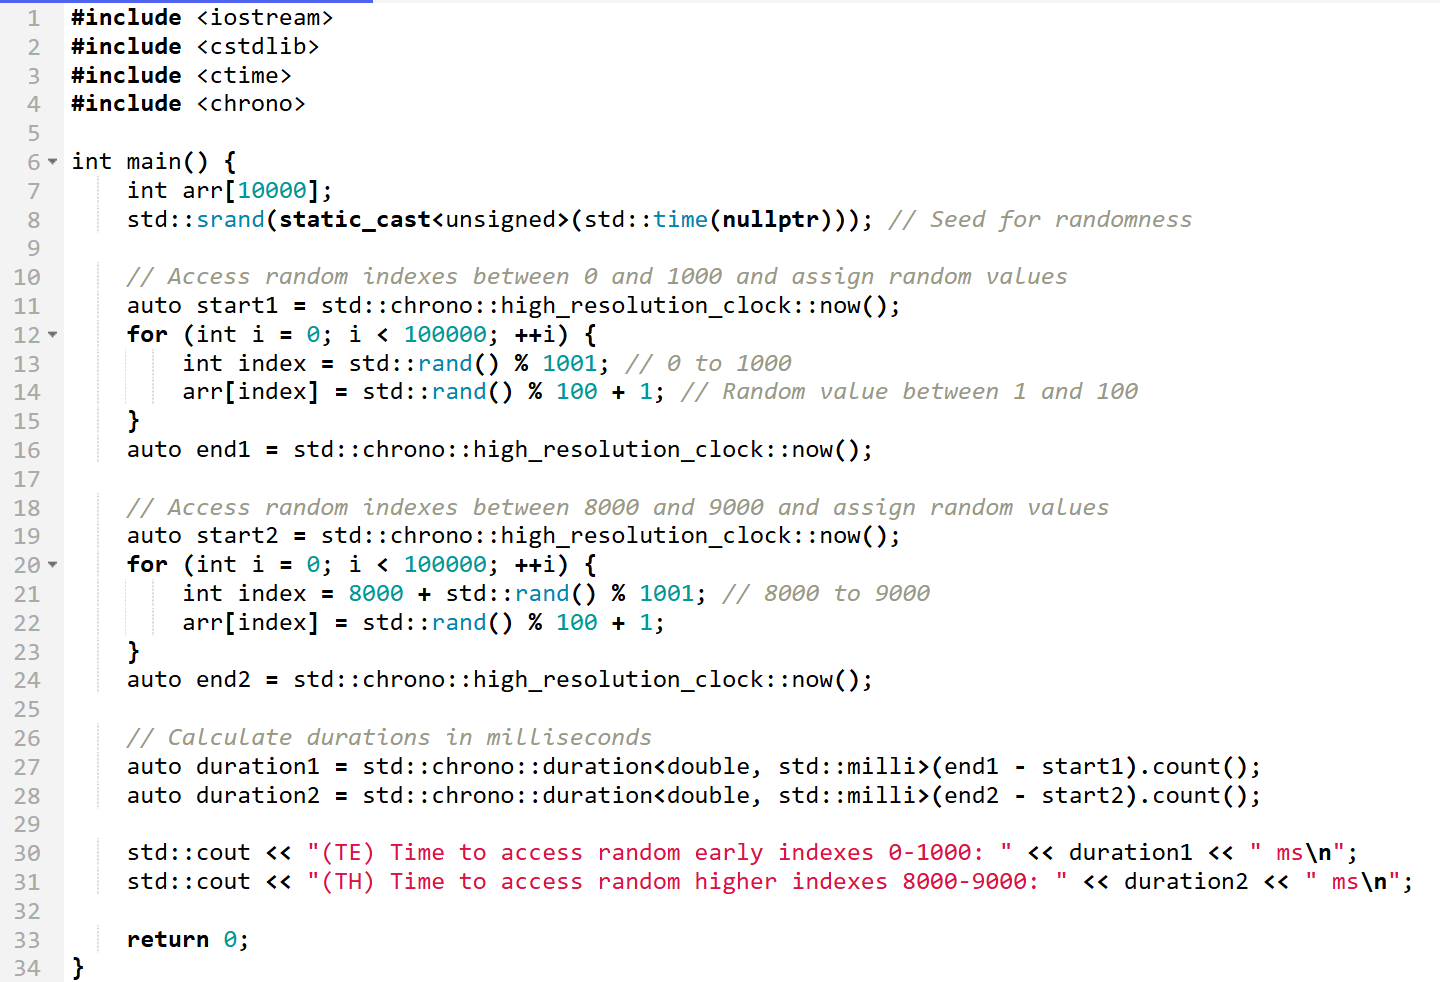 1 #include <iostream>
2 #include <cstdlib>
3 #include <ctime>
4 #include <chrono>
5
6 int main() {
7     int arr[10000];
8     std::srand(static_cast<unsigned>(std::time(nullptr))); // Seed for randomness
9
10     // Access random indexes between 0 and 1000 and assign random values
11     auto start1 = std::chrono::high_resolution_clock::now();
12     for (int i = 0; i < 100000; ++i) {
13         int index = std::rand() % 1001; // 0 to 1000
14         arr[index] = std::rand() % 100 + 1; // Random value between 1 and 100
15     }
16     auto end1 = std::chrono::high_resolution_clock::now();
17
18     // Access random indexes between 8000 and 9000 and assign random values
19     auto start2 = std::chrono::high_resolution_clock::now();
20     for (int i = 0; i < 100000; ++i) {
21         int index = 8000 + std::rand() % 1001; // 8000 to 9000
22         arr[index] = std::rand() % 100 + 1;
23     }
24     auto end2 = std::chrono::high_resolution_clock::now();
25
26     // Calculate durations in milliseconds
27     auto duration1 = std::chrono::duration<double, std::milli>(end1 - start1).count();
28     auto duration2 = std::chrono::duration<double, std::milli>(end2 - start2).count();
29
30     std::cout << "(TE) Time to access random early indexes 0-1000: " << duration1 << " ms\n";
31     std::cout << "(TH) Time to access random higher indexes 8000-9000: " << duration2 << " ms\n";
32
33     return 0;
34 }